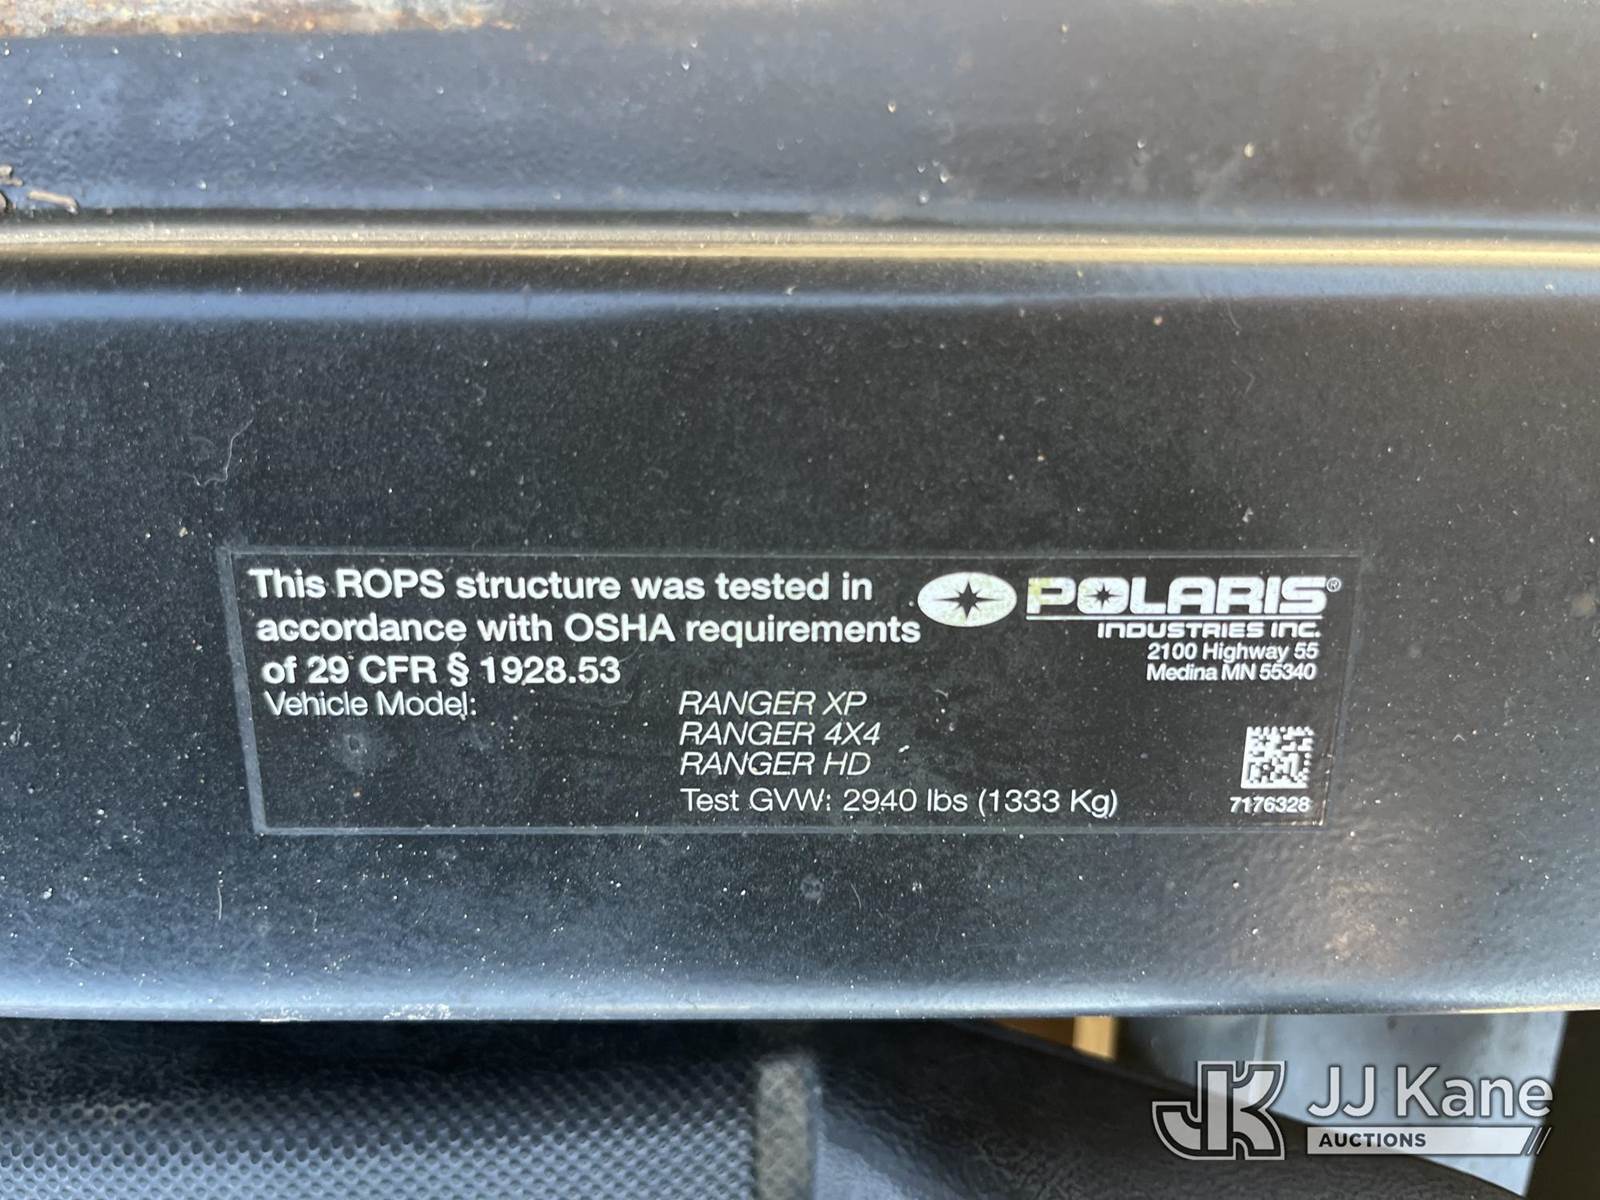 This ROPS structure was tested in
accordance with OSHA requirements
of 29 CFR § 1928.53
Vehicle Model:
RANGER XP
RANGER 4X4
RANGER HD
Test GVW: 2940 lbs (1333 Kg)
POLARIS®
INDUSTRIES INC.
2100 Highway 55
Medina MN 55340
7176328
JK
JJ Kane
AUCTIONS